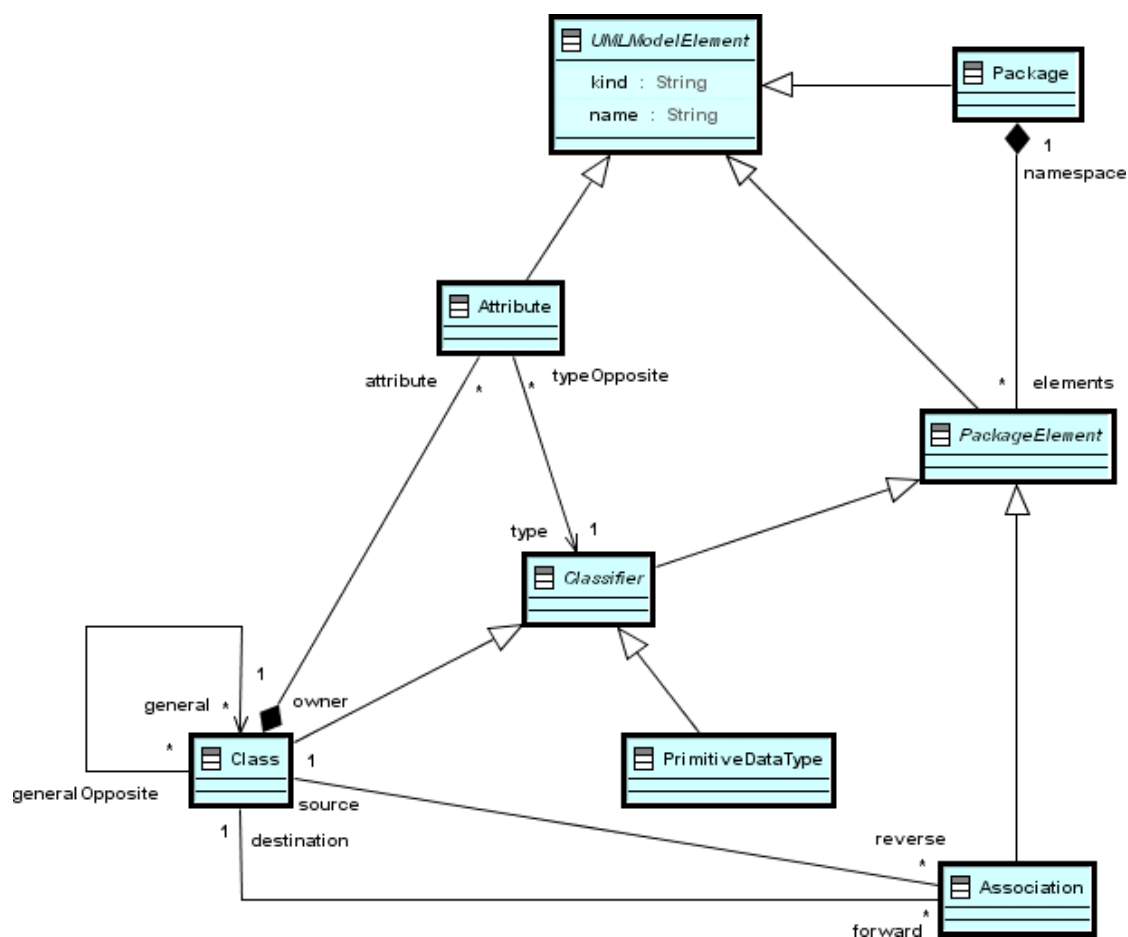 UMLModelElement
kind : String
name : String
Package
1
namespace
Attribute
attribute
*
*
typeOpposite
*
elements
PackageElement
type
1
Classifier
1
general
*
owner
*
Class
1
PrimitiveDataType
generalOpposite
source
1
destination
reverse
*
Association
*
forward